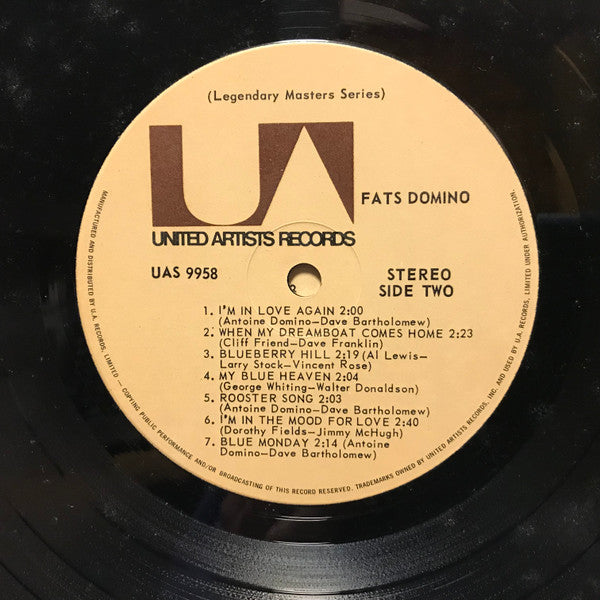 (Legendary Masters Series)
UA
FATS DOMINO
UNITED ARTISTS RECORDS
UAS 9958
STEREO
SIDE TWO
1. I'M IN LOVE AGAIN 2:00
(Antoine Domino—Dave Bartholomew)
2. WHEN MY DREAMBOAT COMES HOME 2:23
(Cliff Friend—Dave Franklin)
3. BLUEBERRY HILL 2:19 (Al Lewis—
Larry Stock—Vincent Rose)
4. MY BLUE HEAVEN 2:04
(George Whiting—Walter Donaldson)
5. ROOSTER SONG 2:03
(Antoine Domino—Dave Bartholomew)
6. I'M IN THE MOOD FOR LOVE 2:40
(Dorothy Fields—Jimmy McHugh)
7. BLUE MONDAY 2:14 (Antoine
Domino—Dave Bartholomew)
MANUFACTURED AND DISTRIBUTED BY U.A. RECORDS, LIMITED — COPYING PUBLIC PERFORMANCE AND/OR BROADCASTING OF THIS RECORD RESERVED. TRADEMARKS OWNED BY UNITED ARTISTS RECORDS, INC, AND USED BY U.A. RECORDS, LIMITED UNDER AUTHORIZATION.